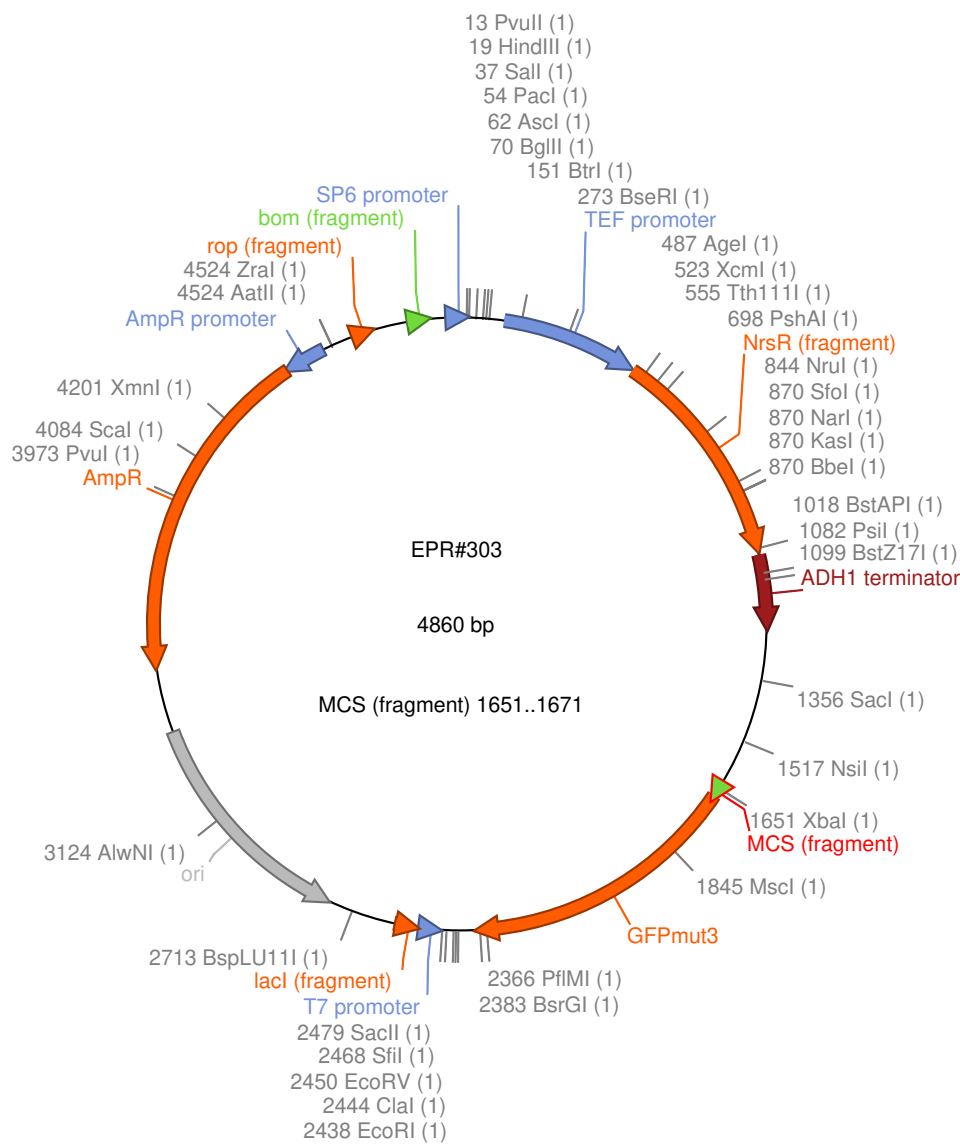 13 PvuII (1)
19 HindIII (1)
37 SalI (1)
54 PacI (1)
62 AscI (1)
70 BglII (1)
151 BtrI (1)
273 BseRI (1)
TEF promoter
487 AgeI (1)
523 XcmI (1)
555 Tth111I (1)
698 PshAI (1)
NrsR (fragment)
844 NruI (1)
870 SfoI (1)
870 NarI (1)
870 KasI (1)
870 BbeI (1)
1018 BstAPI (1)
1082 PsiI (1)
1099 BstZ17I (1)
ADH1 terminator
1356 SacI (1)
1517 NsiI (1)
1651 XbaI (1)
MCS (fragment)
1845 MscI (1)
GFPmut3
2366 PflMI (1)
2383 BsrGI (1)
SP6 promoter
bom (fragment)
rop (fragment)
4524 ZraI (1)
4524 AatII (1)
AmpR promoter
4201 XmnI (1)
4084 ScaI (1)
3973 PvuI (1)
AmpR
EPR#303
4860 bp
MCS (fragment) 1651..1671
3124 AlwNI (1)
ori
2713 BspLU11I (1)
lacI (fragment)
T7 promoter
2479 SacII (1)
2468 SfiI (1)
2450 EcoRV (1)
2444 ClaI (1)
2438 EcoRI (1)